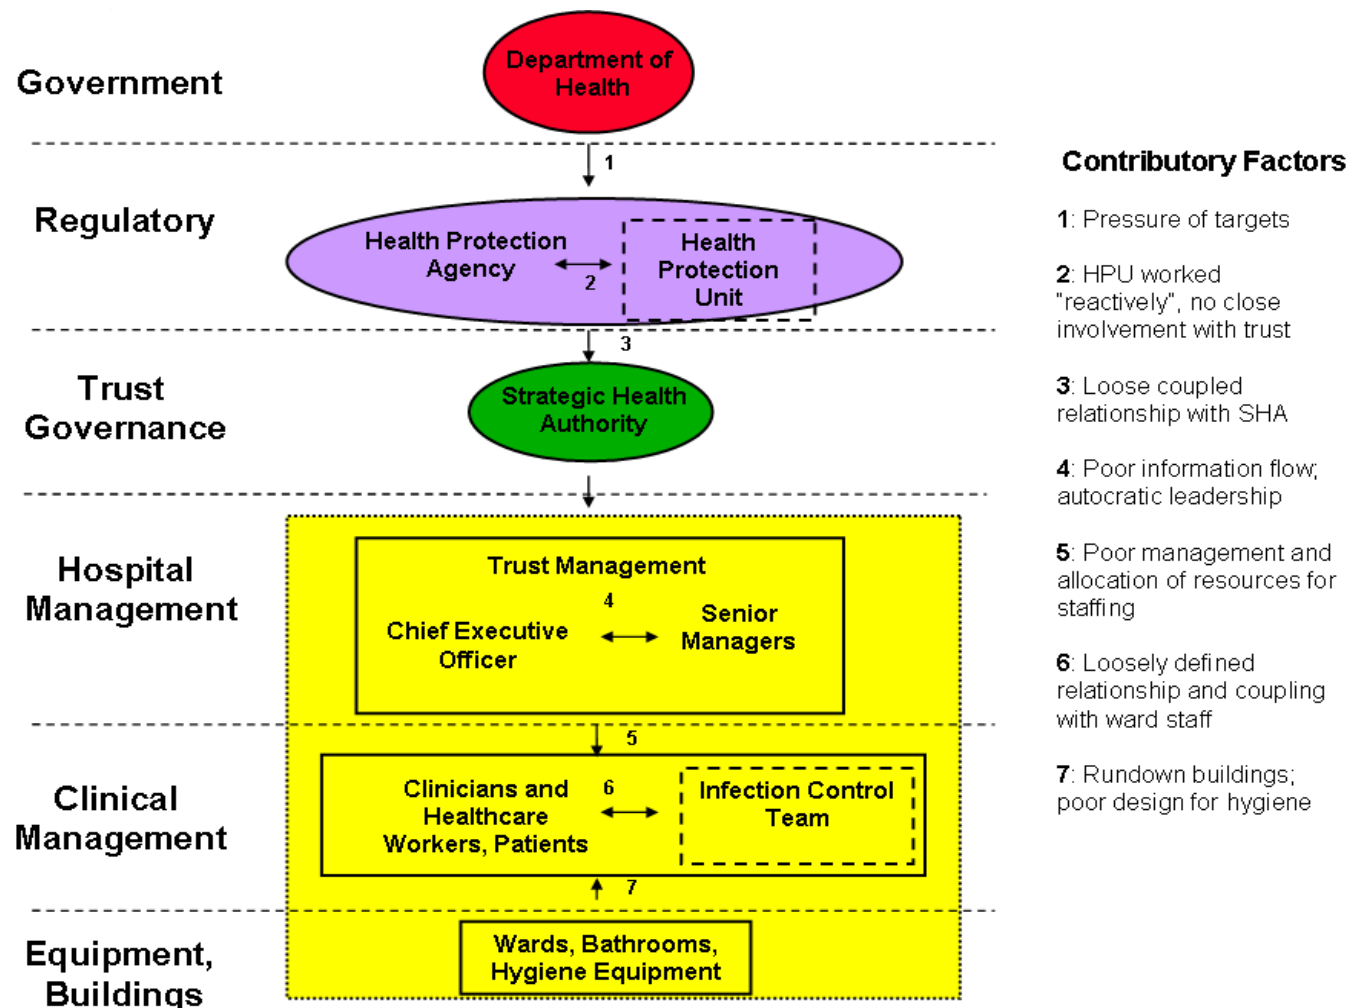 Government
Department of
Health
1
Regulatory
Health Protection
Agency
2
Health
Protection
Unit
3
Trust
Governance
Strategic Health
Authority
Hospital
Management
Trust Management
4
Chief Executive
Officer
Senior
Managers
5
Clinical
Management
Clinicians and
Healthcare
Workers, Patients
6
Infection Control
Team
7
Equipment,
Buildings
Wards, Bathrooms,
Hygiene Equipment
Contributory Factors
1: Pressure of targets
2: HPU worked
"reactively", no close
involvement with trust
3: Loose coupled
relationship with SHA
4: Poor information flow;
autocratic leadership
5: Poor management and
allocation of resources for
staffing
6: Loosely defined
relationship and coupling
with ward staff
7: Rundown buildings;
poor design for hygiene